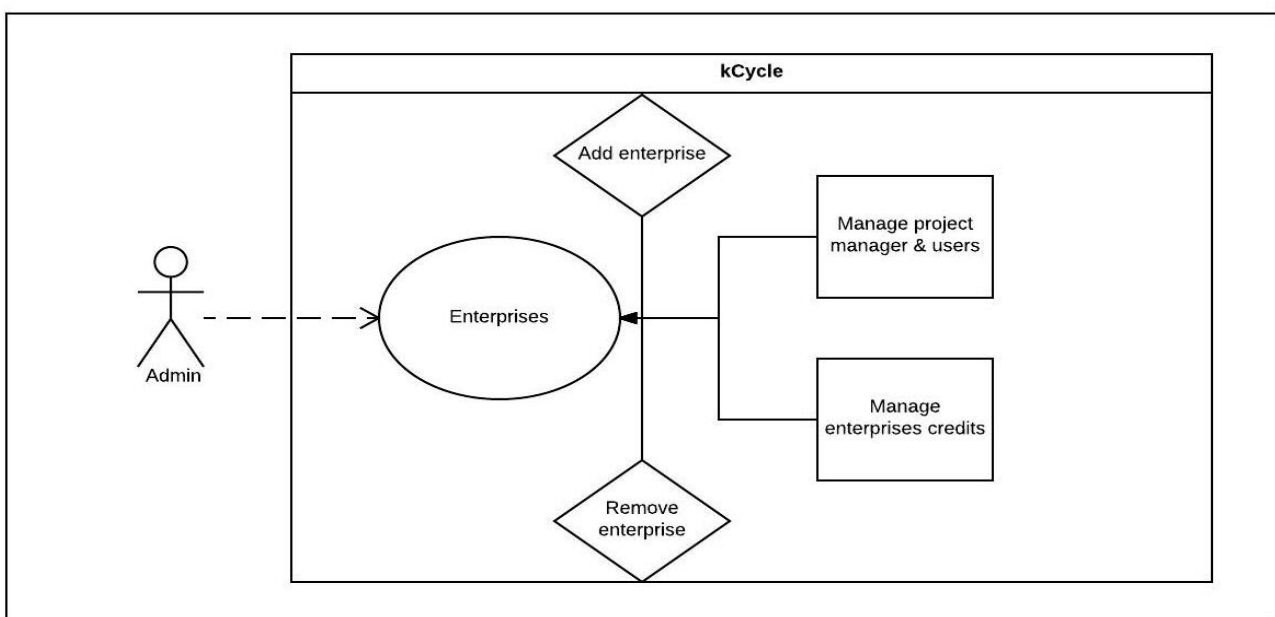 kCycle
Add enterprise
Manage project
manager & users
Enterprises
Admin
Manage
enterprises credits
Remove
enterprise